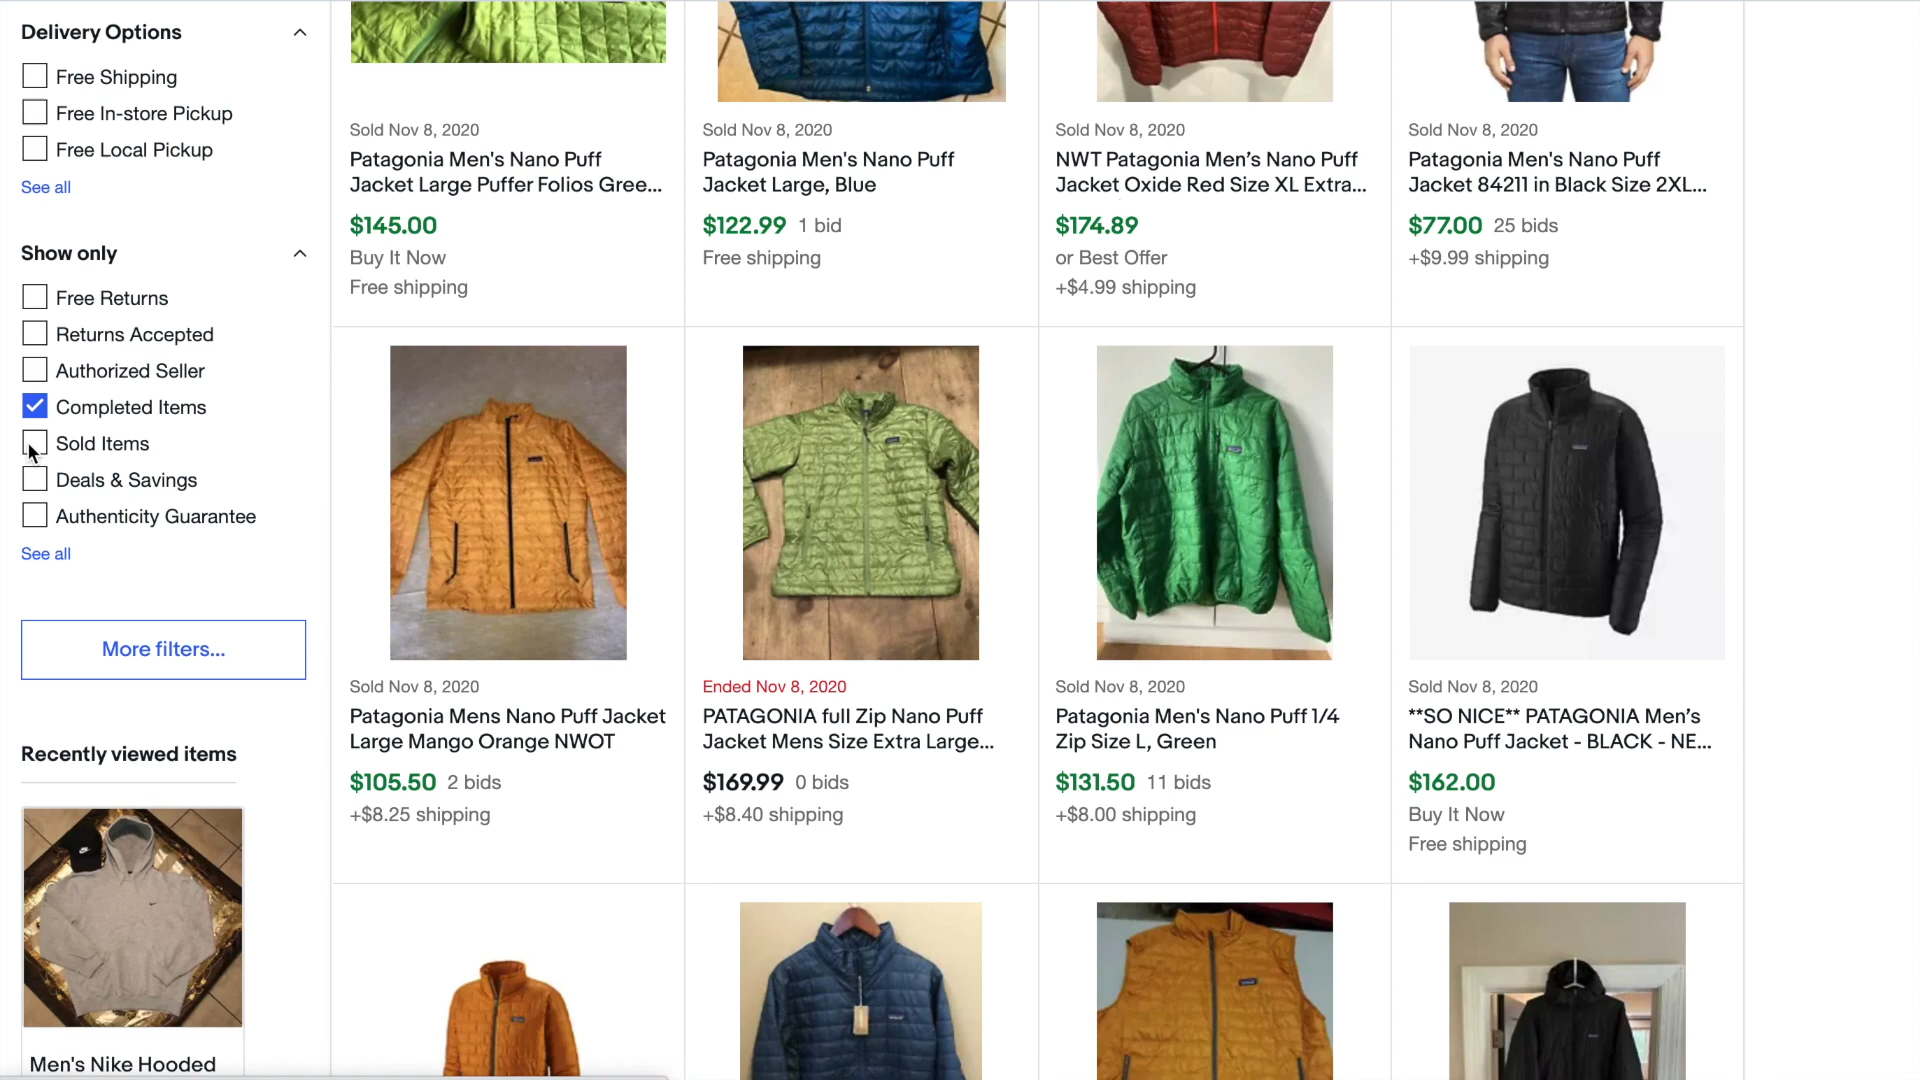 Delivery Options
Free Shipping
Free In-store Pickup
Free Local Pickup
See all
Show only
Free Returns
Returns Accepted
Authorized Seller
Completed Items
Sold Items
Deals & Savings
Authenticity Guarantee
See all
More filters...
Recently viewed items
Men's Nike Hooded
Sold Nov 8, 2020
Patagonia Men's Nano Puff
Jacket Large Puffer Folios Gree...
$145.00
Buy It Now
Free shipping
Sold Nov 8, 2020
Patagonia Men's Nano Puff
Jacket Large, Blue
$122.99 1 bid
Free shipping
Sold Nov 8, 2020
NWT Patagonia Men’s Nano Puff
Jacket Oxide Red Size XL Extra...
$174.89
or Best Offer
+$4.99 shipping
Sold Nov 8, 2020
Patagonia Men's Nano Puff
Jacket 84211 in Black Size 2XL...
$77.00 25 bids
+$9.99 shipping
Sold Nov 8, 2020
Patagonia Mens Nano Puff Jacket
Large Mango Orange NWOT
$105.50 2 bids
+$8.25 shipping
Ended Nov 8, 2020
PATAGONIA full Zip Nano Puff
Jacket Mens Size Extra Large...
$169.99 0 bids
+$8.40 shipping
Sold Nov 8, 2020
Patagonia Men's Nano Puff 1/4
Zip Size L, Green
$131.50 11 bids
+$8.00 shipping
Sold Nov 8, 2020
**SO NICE** PATAGONIA Men’s
Nano Puff Jacket - BLACK - NE...
$162.00
Buy It Now
Free shipping